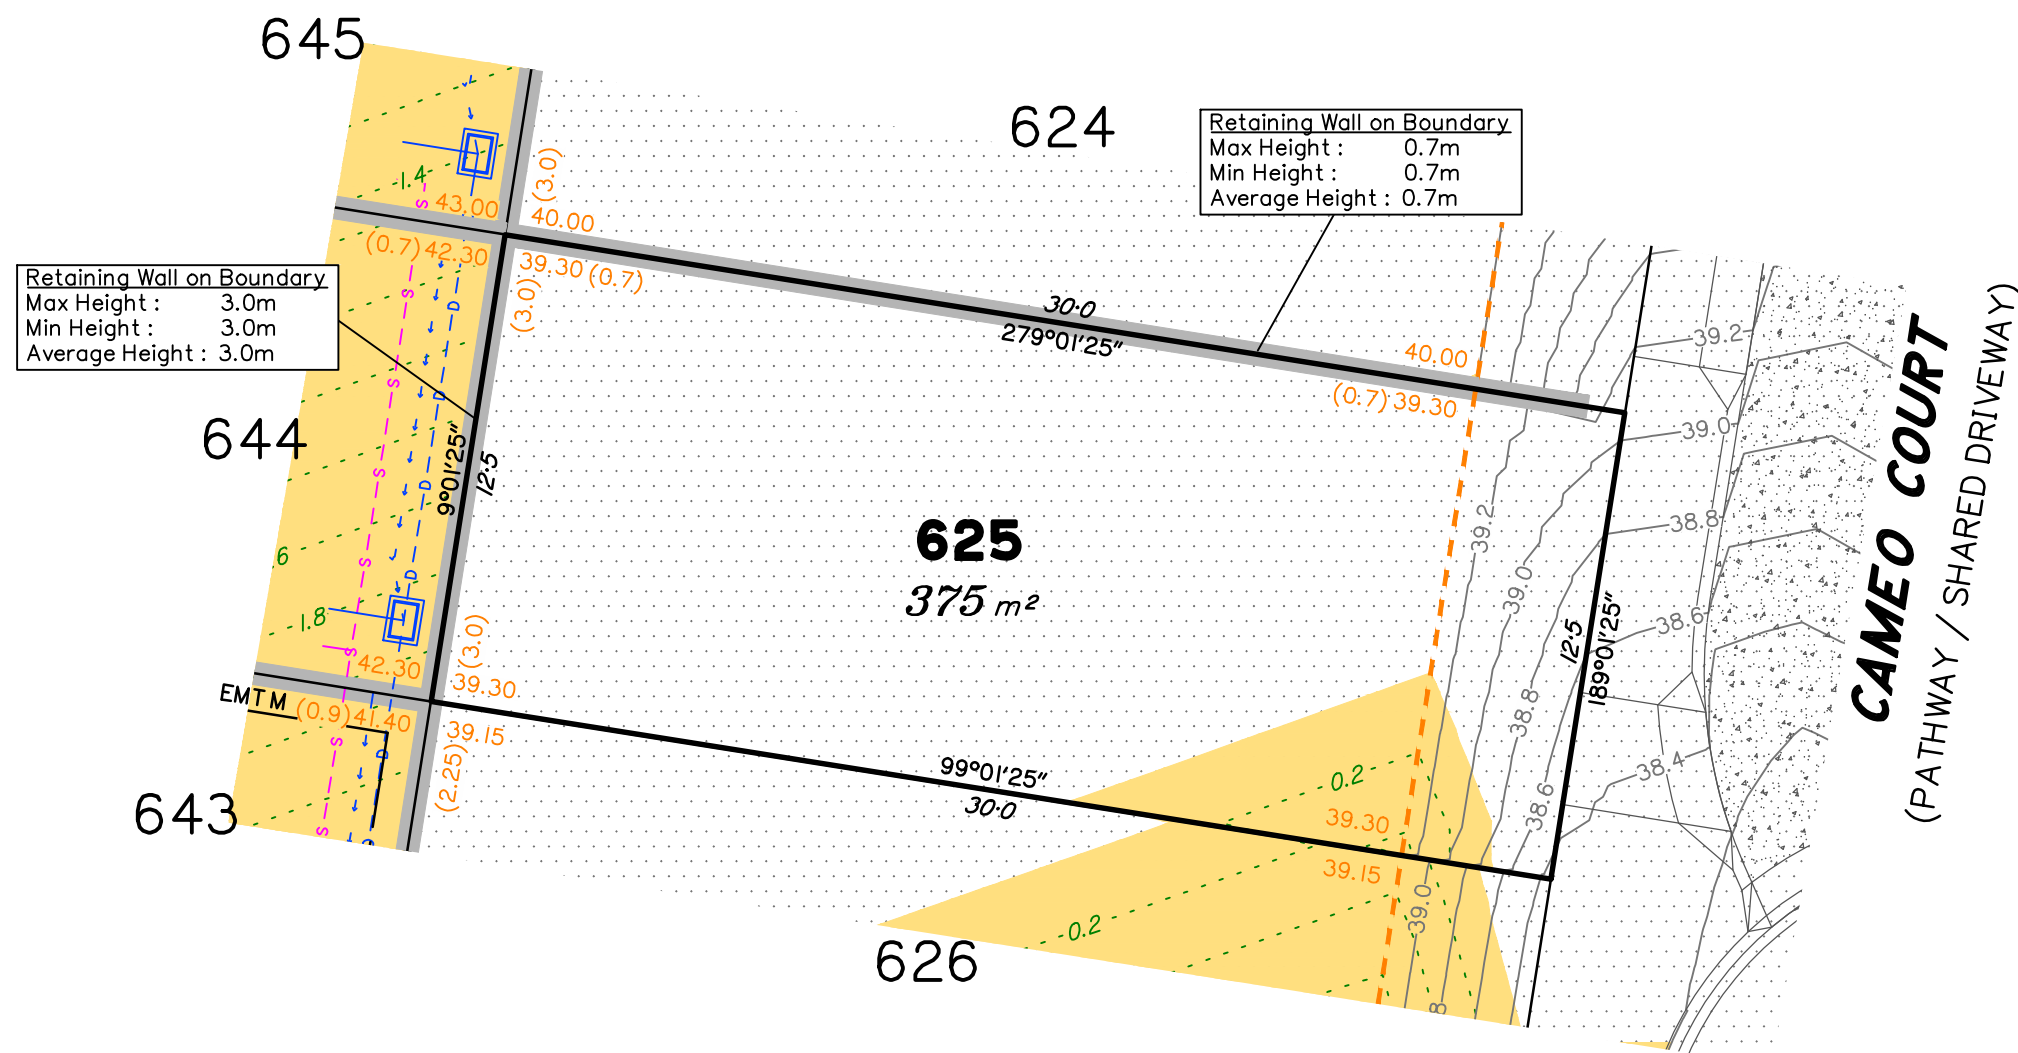 645
624
Retaining Wall on Boundary
Max Height : 0.7m
Min Height : 0.7m
Average Height : 0.7m
1.4
S
43.00
(3.0)
40.00
(0.7) 42.30
39.30 (0.7)
(3.0)
Retaining Wall on Boundary
Max Height : 3.0m
Min Height : 3.0m
Average Height : 3.0m
S
D
30·0
279°01'25"
40.00
(0.7) 39.30
39.2
39.0
38.8
38.6
38.4
S
D
644
9°01'25"
12·5
S
D
625
375 m²
39.2
39.0
38.8
38.6
12·5
189°01'25"
CAMEO COURT
(PATHWAY / SHARED DRIVEWAY)
6
S
D
1.8
S
42.30
(3.0)
39.30
EMT M
(0.9) 41.40
39.15
(2.25)
S
D
643
S
99°01'25"
30·0
0.2
39.30
39.15
39.0
0.2
626
8